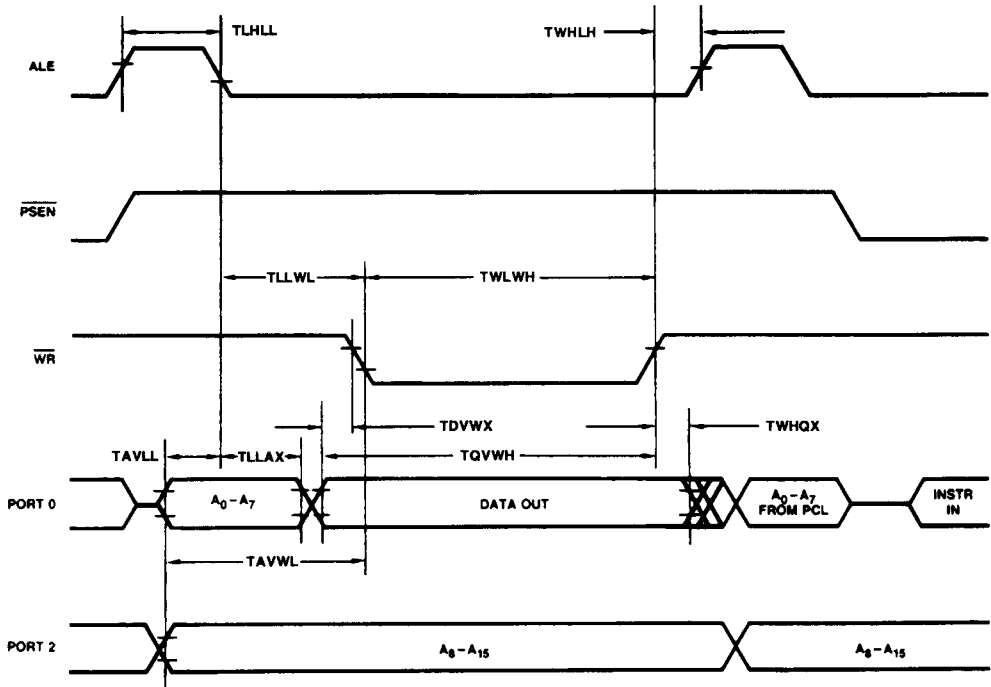 TLHLL
TWHLH
ALE
PSEN
TLLWL
TWLWH
WR
TDVWX
TWHQX
TAVLL
TLLAX
TQVWH
PORT 0
A0–A7
DATA OUT
A0–A7
FROM PCL
INSTR
IN
TAVWL
PORT 2
A8–A15
A8–A15